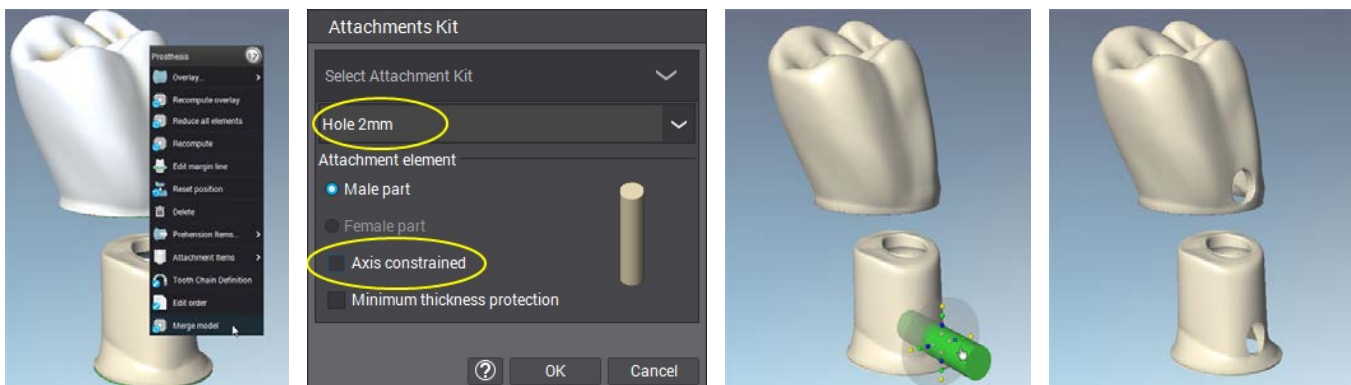 Prosthesis
Overlay...
Recompute overlay
Reduce all elements
Recompute
Edit margin line
Reset position
Delete
Prehension Items...
Attachment Items
Tooth Chain Definition
Edit order
Merge model
Attachments Kit
Select Attachment Kit
Hole 2mm
Attachment element
Male part
Female part
Axis constrained
Minimum thickness protection
? OK Cancel